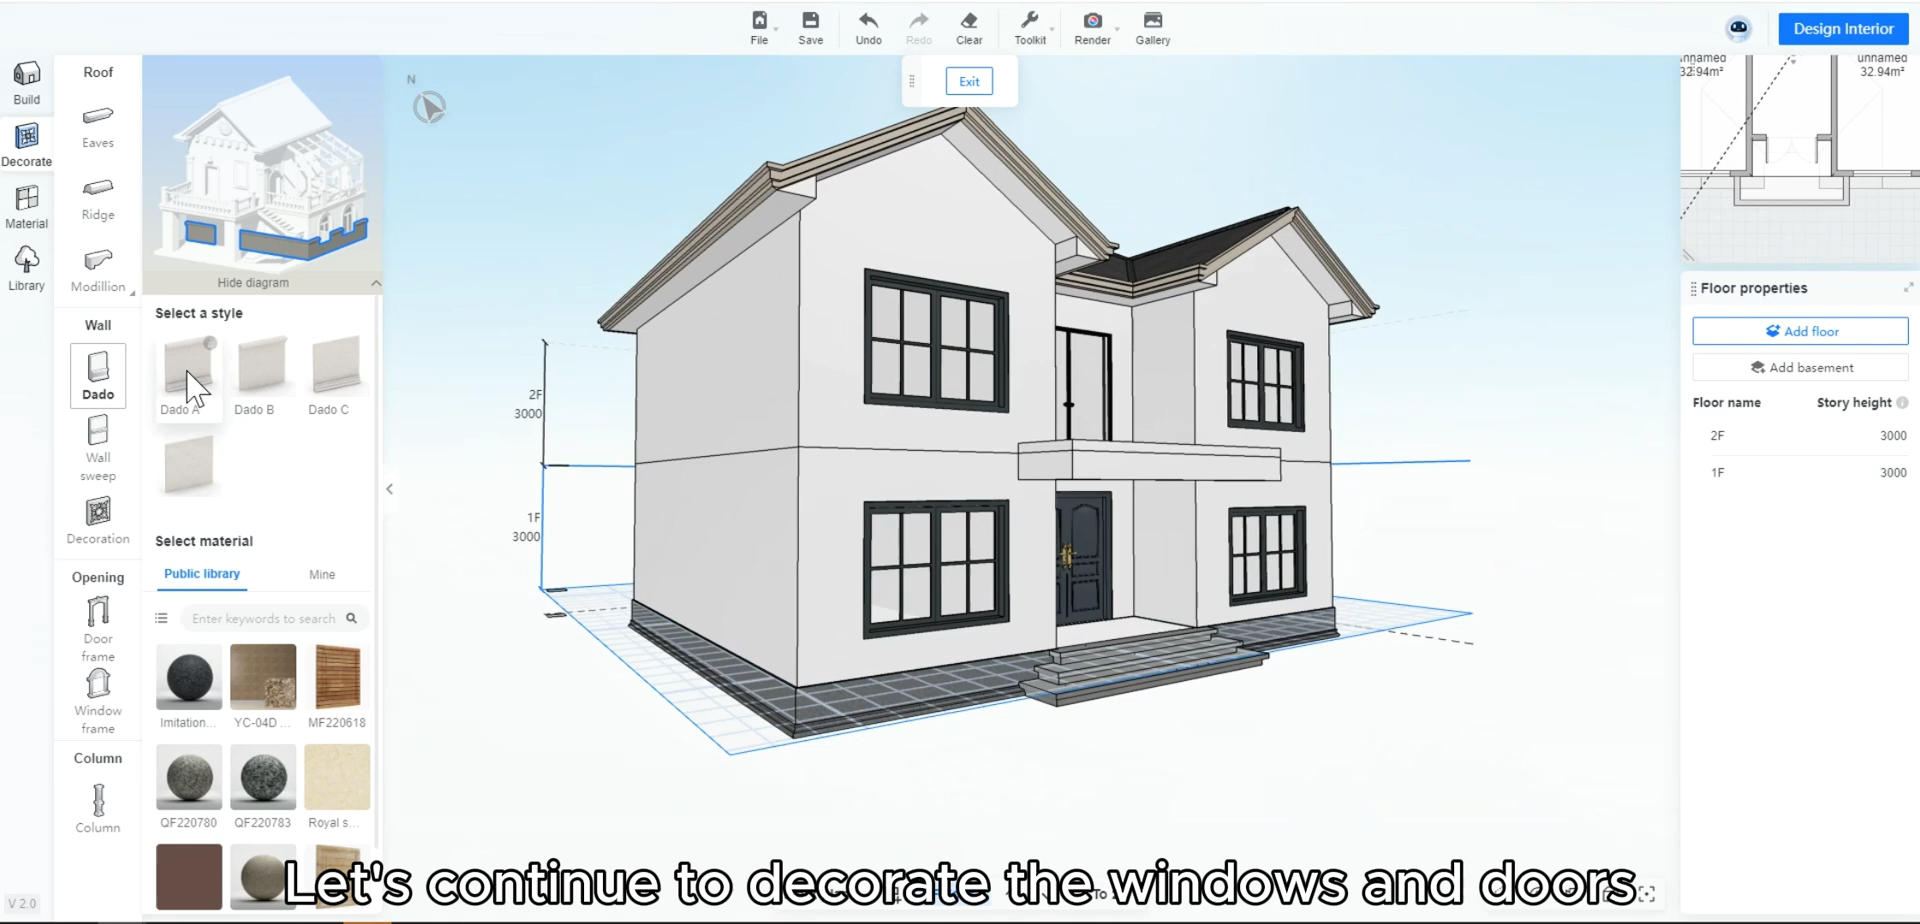 File
Save
Undo
Redo
Clear
Toolkit
Render
Gallery
Design Interior
Build
Decorate
Material
Library
V 2.0
Roof
Eaves
Ridge
Modillion
Wall
Dado
Wall
sweep
Decoration
Opening
Door
frame
Window
frame
Column
Column
Hide diagram
Select a style
Dado A
Dado B
Dado C
Select material
Public library
Mine
Enter keywords to search
Imitation...
YC-04D ...
MF220618
QF220780
QF220783
Royal s...
N
Exit
2F
3000
1F
3000
unnamed
32.94m²
unnamed
32.94m²
Floor properties
Add floor
Add basement
Floor name
Story height
2F
3000
1F
3000
Let's continue to decorate the windows and doors